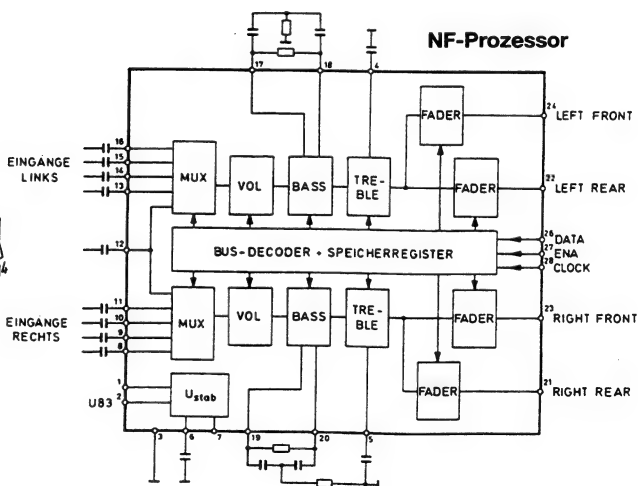 NF-Prozessor
17
18
4
24
LEFT FRONT
FADER
16
15
14
13
EINGÄNGE
LINKS
MUX
VOL
BASS
TRE-
BLE
FADER
22
LEFT REAR
12
BUS-DECODER + SPEICHERREGISTER
26
DATA
27
ENA
28
CLOCK
4
11
10
9
8
EINGÄNGE
RECHTS
MUX
VOL
BASS
TRE-
BLE
FADER
23
RIGHT FRONT
FADER
21
RIGHT REAR
1
2
U83
Ustab
3
6
7
19
20
5